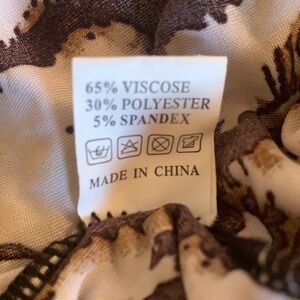 65% VISCOSE
30% POLYESTER
5% SPANDEX
MADE IN CHINA